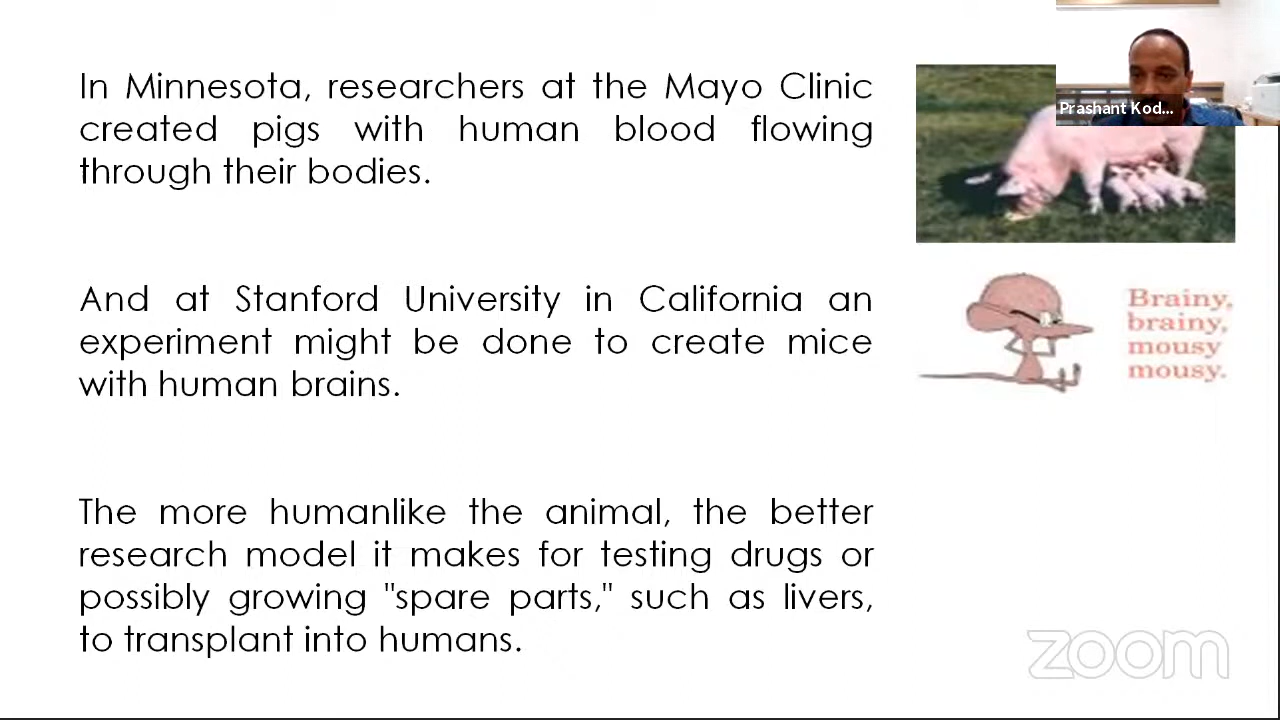 In Minnesota, researchers at the Mayo Clinic
created pigs with human blood flowing
through their bodies.
And at Stanford University in California an
experiment might be done to create mice
with human brains.
The more humanlike the animal, the better
research model it makes for testing drugs or
possibly growing "spare parts," such as livers,
to transplant into humans.
Prashant Kod...
Brainy,
brainy,
mousy
mousy.
zoom